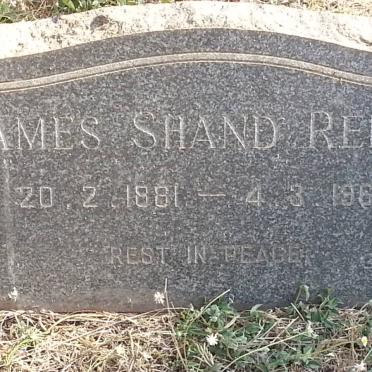 AMES SHAND RE
20.2.1881 — 4.3.196
REST IN PEACE